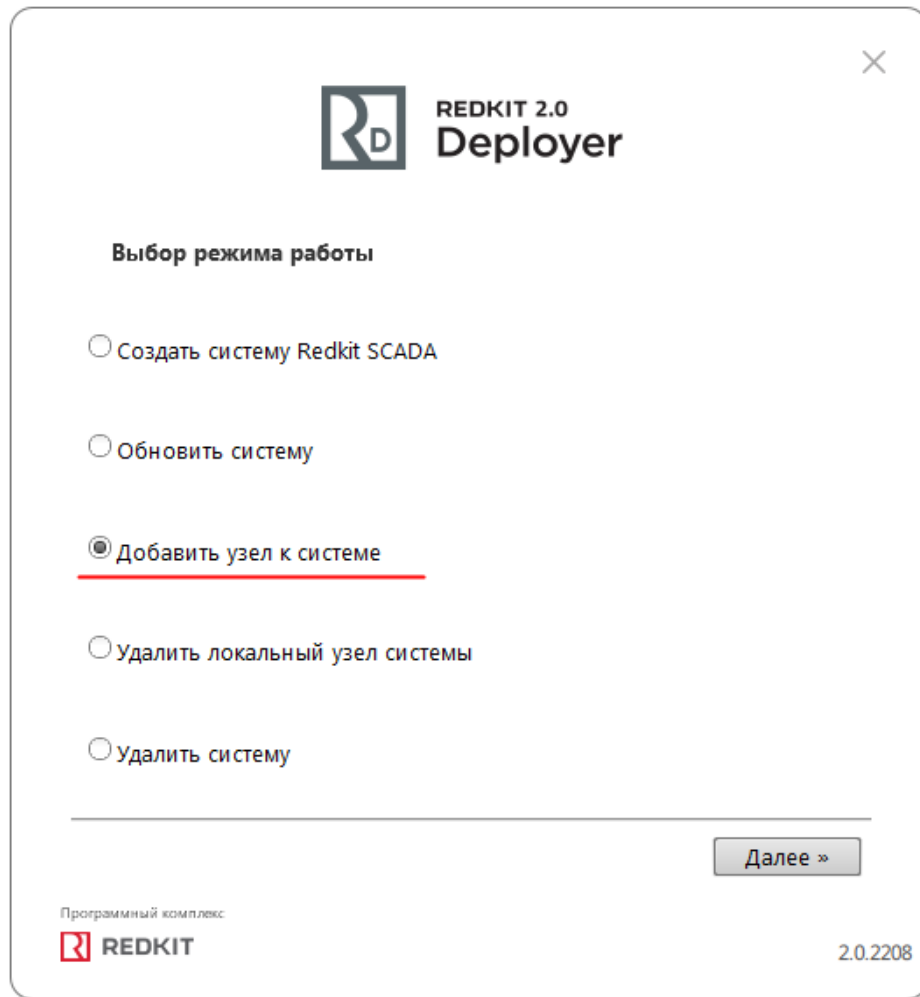 REDKIT 2.0
Deployer
Выбор режима работы
Создать систему Redkit SCADA
Обновить систему
Добавить узел к системе
Удалить локальный узел системы
Удалить систему
Далее »
Программный комплекс
REDKIT
2.0.2208